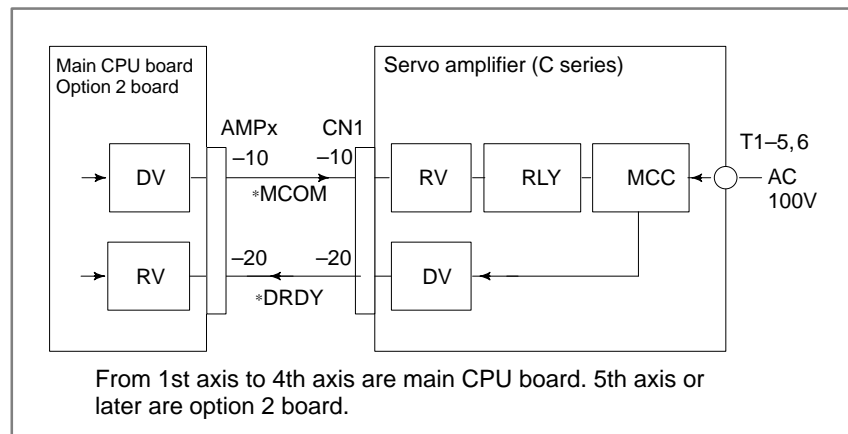 Main CPU board
Option 2 board
Servo amplifier (C series)
AMPx
CN1
T1–5, 6
–10
–10
DV
RV
RLY
MCC
AC
100V
*MCOM
–20
–20
RV
DV
*DRDY
From 1st axis to 4th axis are main CPU board. 5th axis or
later are option 2 board.